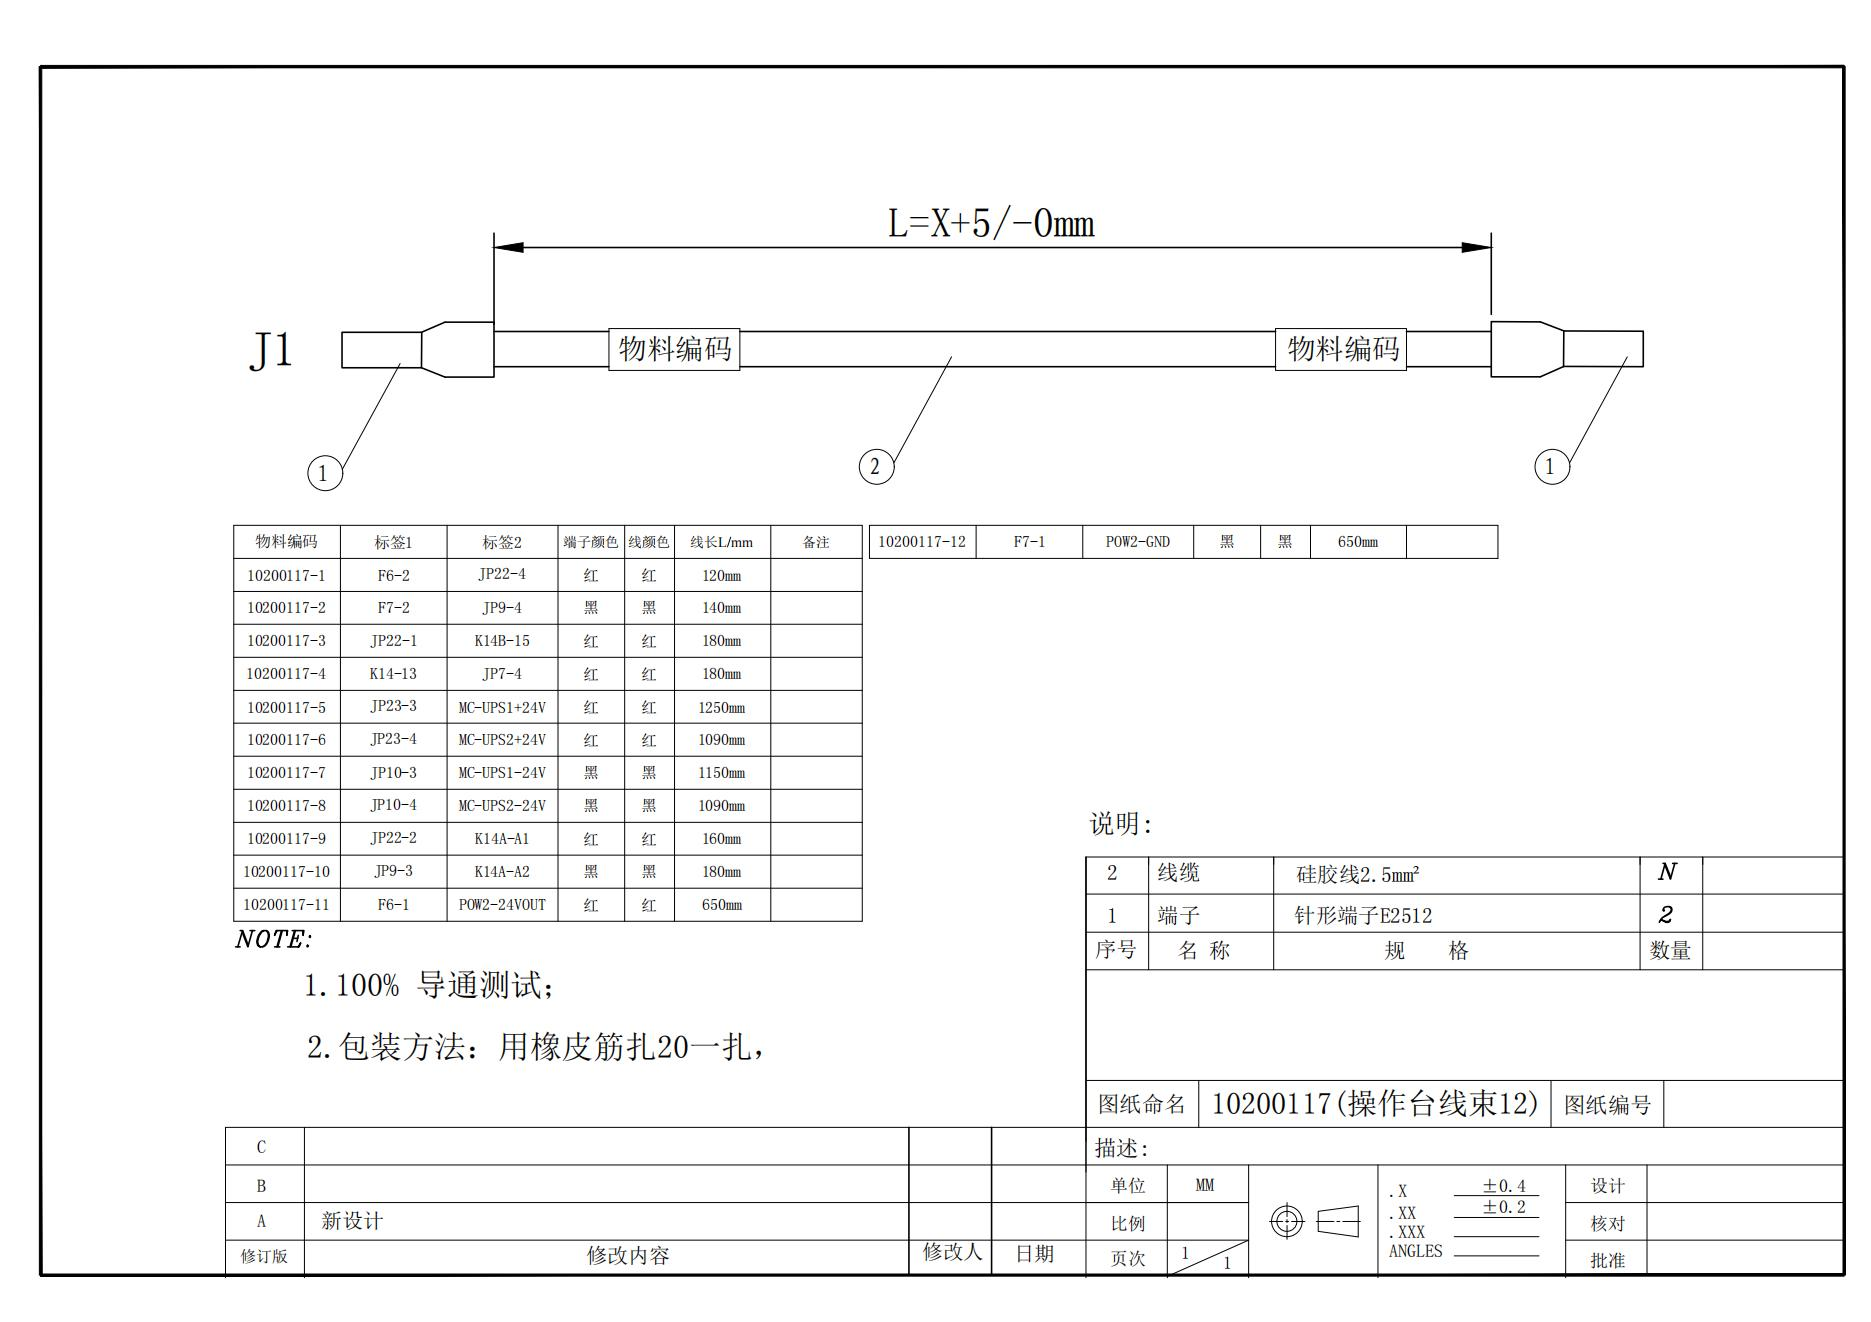 L=X+5/-0mm
J1 物料编码 物料编码
1 2 1
物料编码 标签1 标签2 端子颜色 线颜色 线长L/mm 备注
10200117-1 F6-2 JP22-4 红 红 120mm
10200117-2 F7-2 JP9-4 黑 黑 140mm
10200117-3 JP22-1 K14B-15 红 红 180mm
10200117-4 K14-13 JP7-4 红 红 180mm
10200117-5 JP23-3 MC-UPS1+24V 红 红 1250mm
10200117-6 JP23-4 MC-UPS2+24V 红 红 1090mm
10200117-7 JP10-3 MC-UPS1-24V 黑 黑 1150mm
10200117-8 JP10-4 MC-UPS2-24V 黑 黑 1090mm
10200117-9 JP22-2 K14A-A1 红 红 160mm
10200117-10 JP9-3 K14A-A2 黑 黑 180mm
10200117-11 F6-1 POW2-24VOUT 红 红 650mm
10200117-12 F7-1 POW2-GND 黑 黑 650mm
NOTE:
1.100% 导通测试;
2.包装方法: 用橡皮筋扎20一扎,
说明:
2 线缆 硅胶线2.5mm² N
1 端子 针形端子E2512 2
序号 名 称 规 格 数量
图纸命名 10200117(操作台线束12) 图纸编号
描述:
C
B
A 新设计
修订版 修改内容 修改人 日期
单位 MM
比例
页次 1/1
.X ±0.4
.XX ±0.2
.XXX
ANGLES
设计
核对
批准